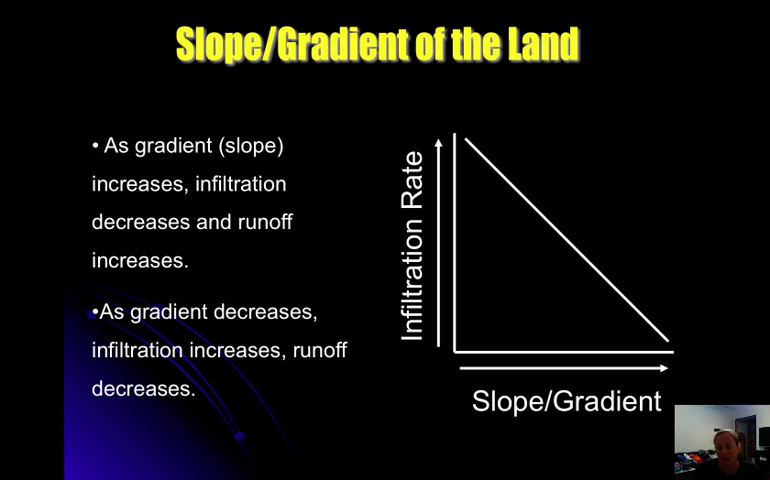 Slope/Gradient of the Land
• As gradient (slope)
increases, infiltration
decreases and runoff
increases.
•As gradient decreases,
infiltration increases, runoff
decreases.
Infiltration Rate
Slope/Gradient